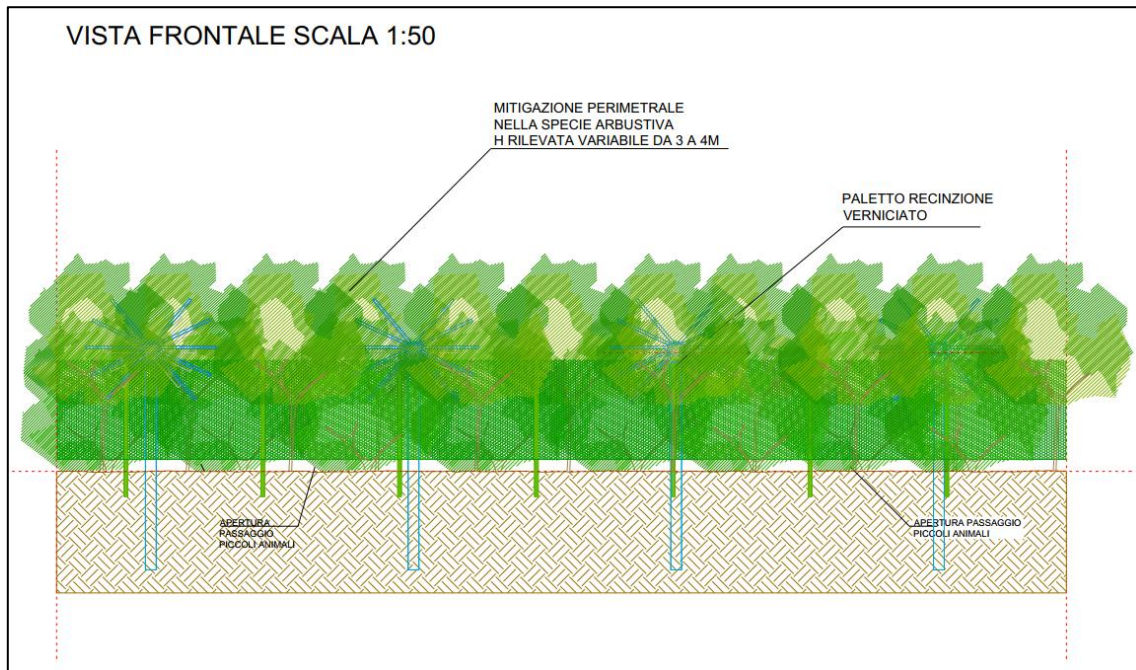 VISTA FRONTALE SCALA 1:50
MITIGAZIONE PERIMETRALE
NELLA SPECIE ARBUSTIVA
H RILEVATA VARIABILE DA 3 A 4M
PALETTO RECINZIONE
VERNICIATO
APERTURA
PASSAGGIO
PICCOLI ANIMALI
APERTURA PASSAGGIO
PICCOLI ANIMALI